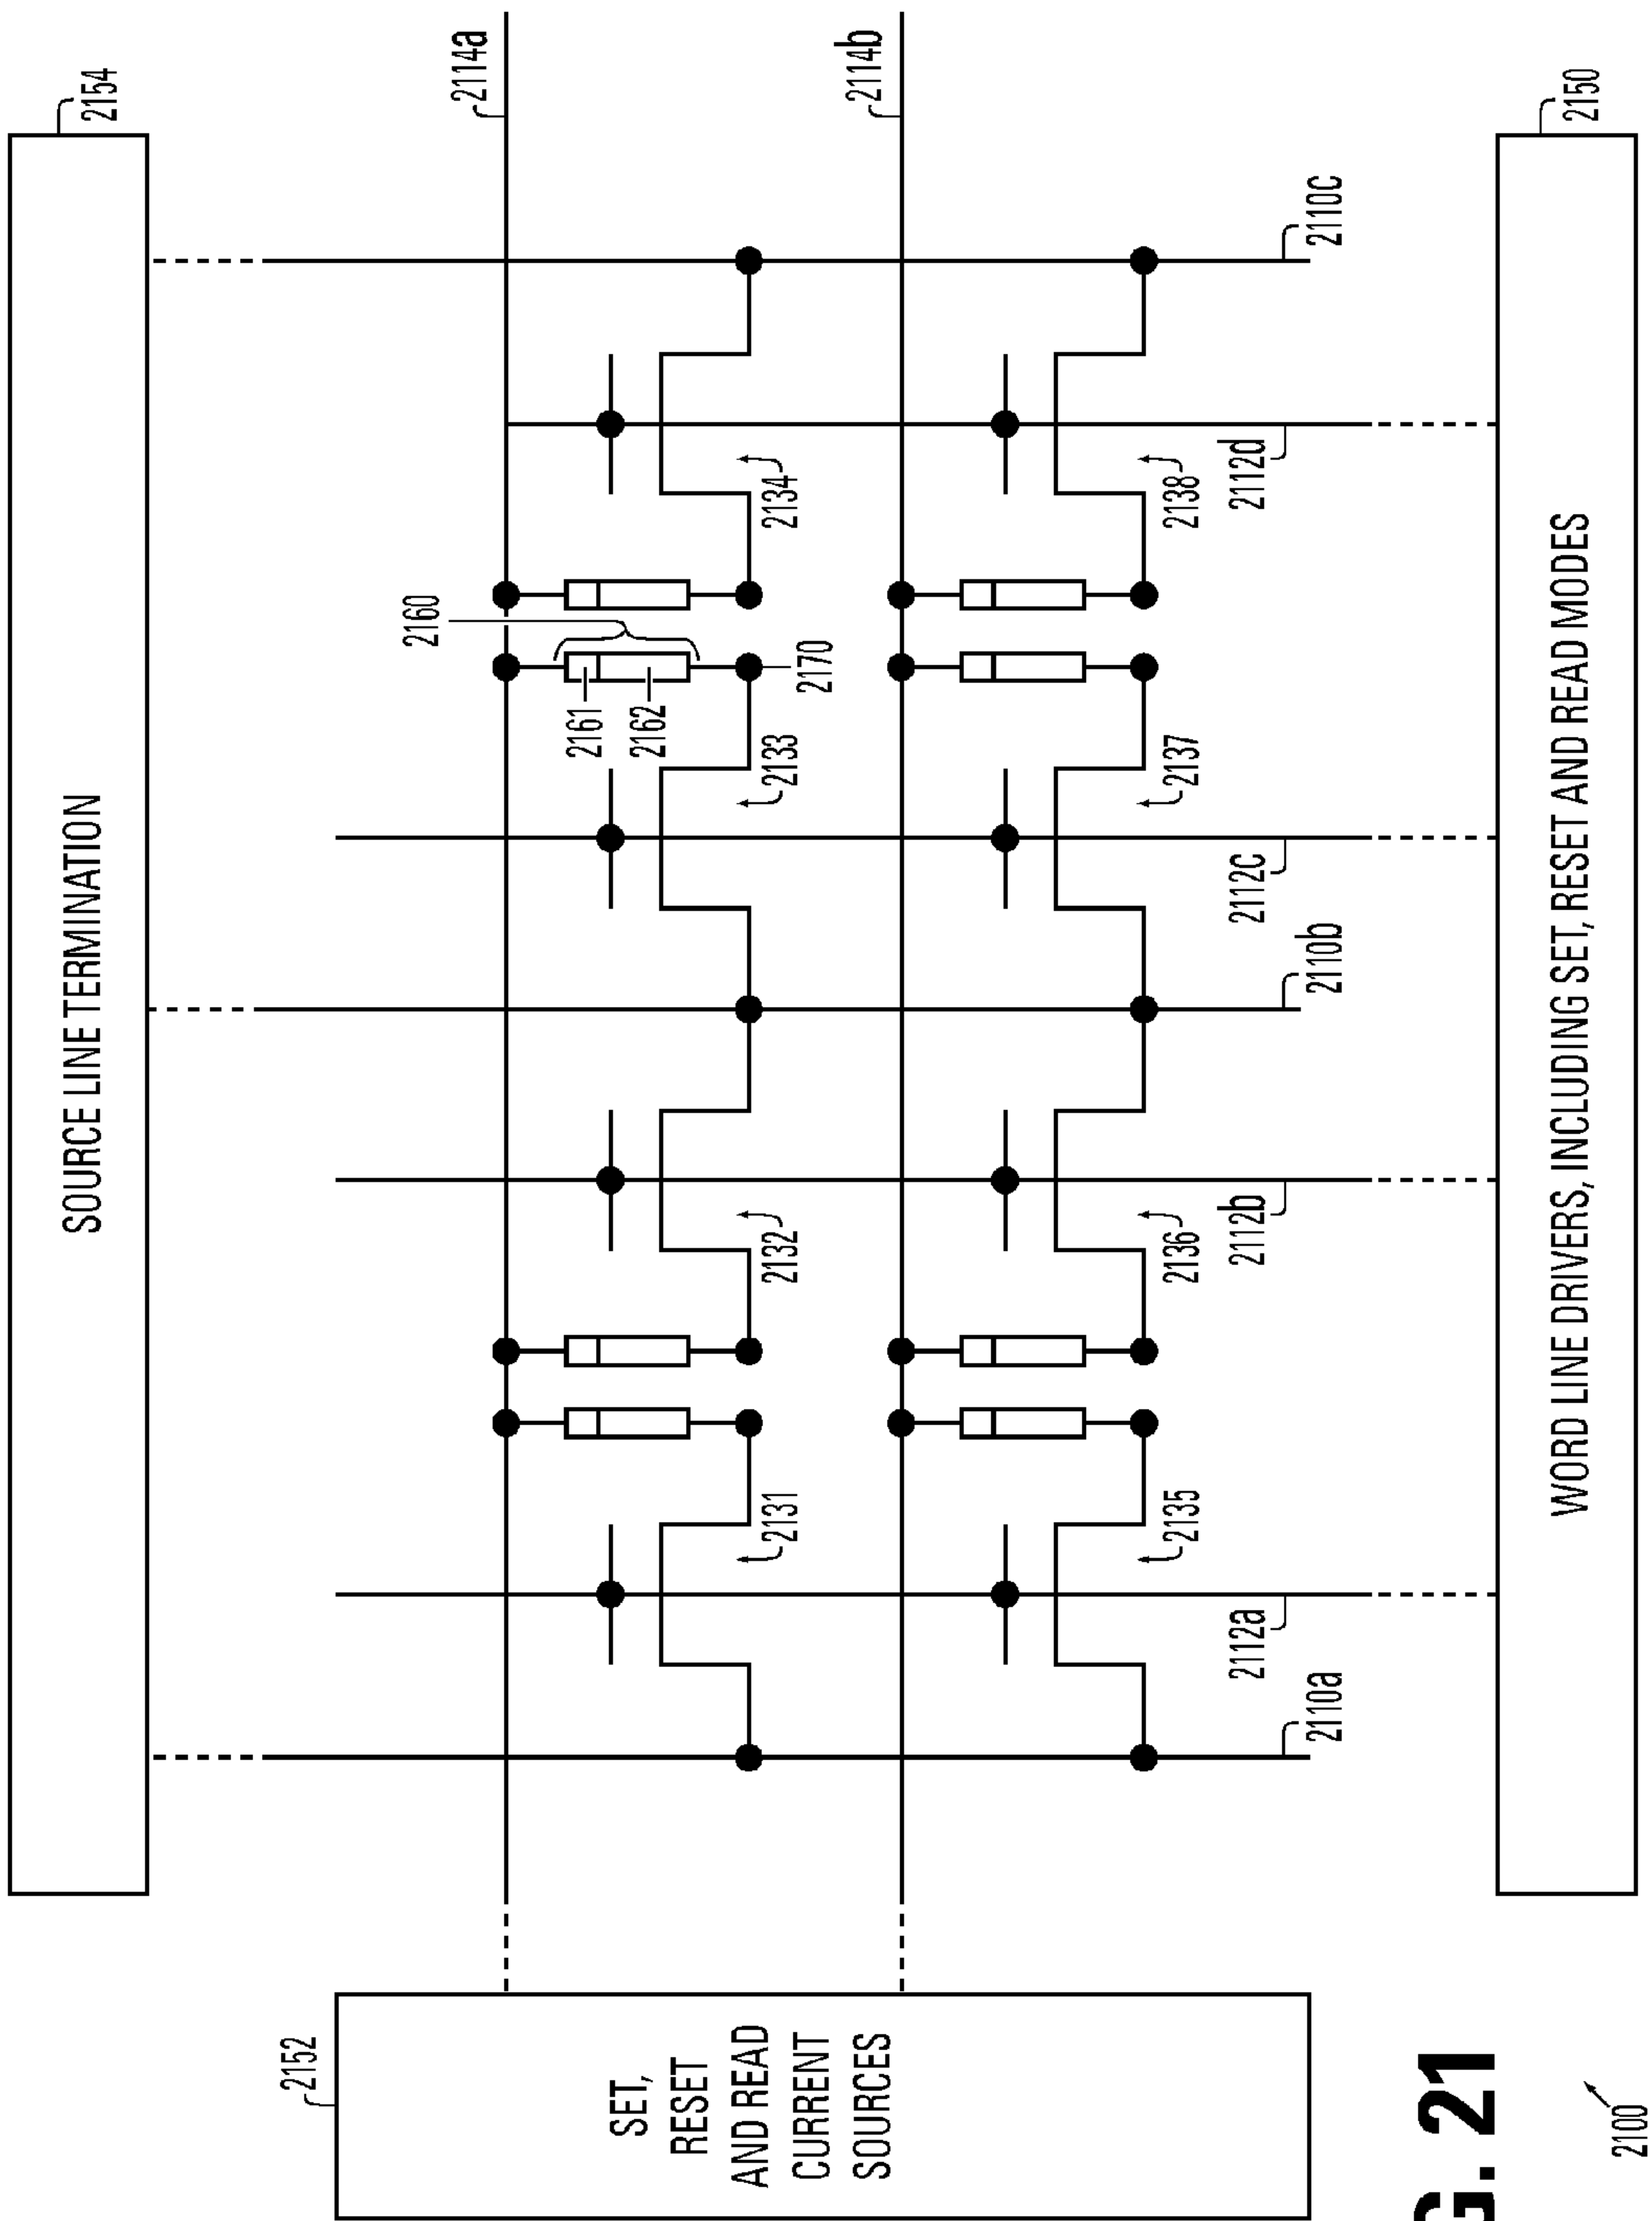 2154
SOURCE LINE TERMINATION
2152
SET,
RESET
AND READ
CURRENT
SOURCES
2160
2114a
2161
2162
2131
2132
2133
2134
2170
2114b
2135
2136
2137
2138
2112a
2112b
2112c
2112d
2110a
2110b
2110c
WORD LINE DRIVERS, INCLUDING SET, RESET AND READ MODES
2150
G. 21
2100